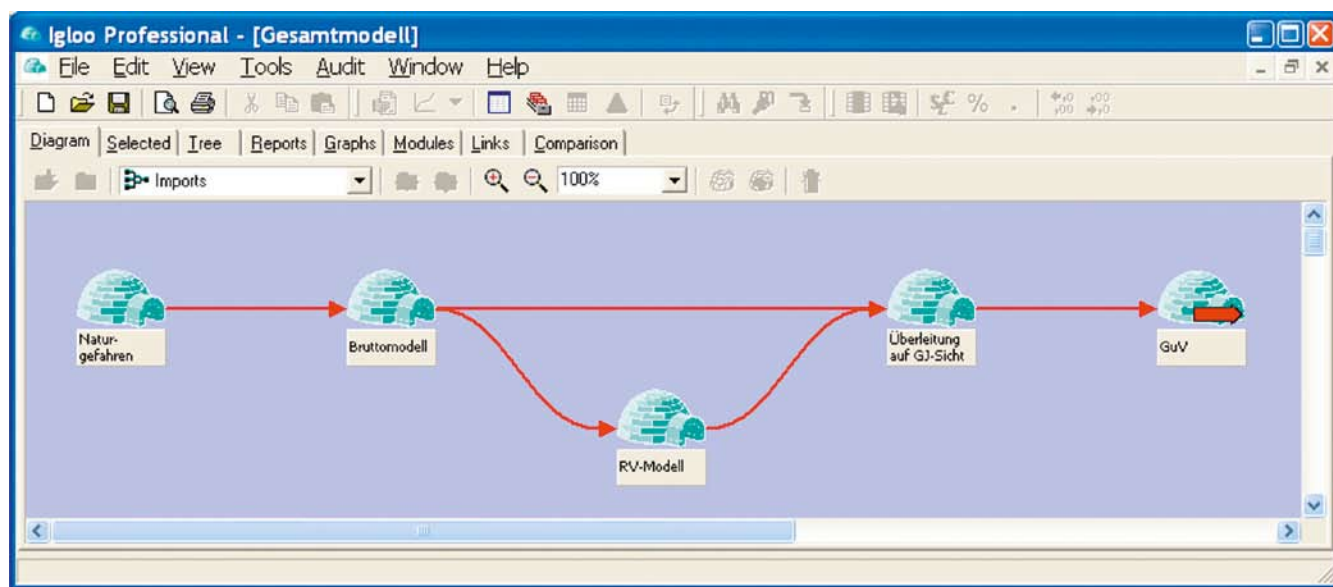 Igloo Professional - [Gesamtmodell]
File Edit View Tools Audit Window Help
Diagram Selected Tree Reports Graphs Modules Links Comparison
Imports 100%
Natur-
gefahren
Bruttomodell
RV-Modell
Überleitung
auf GJ-Sicht
GuV